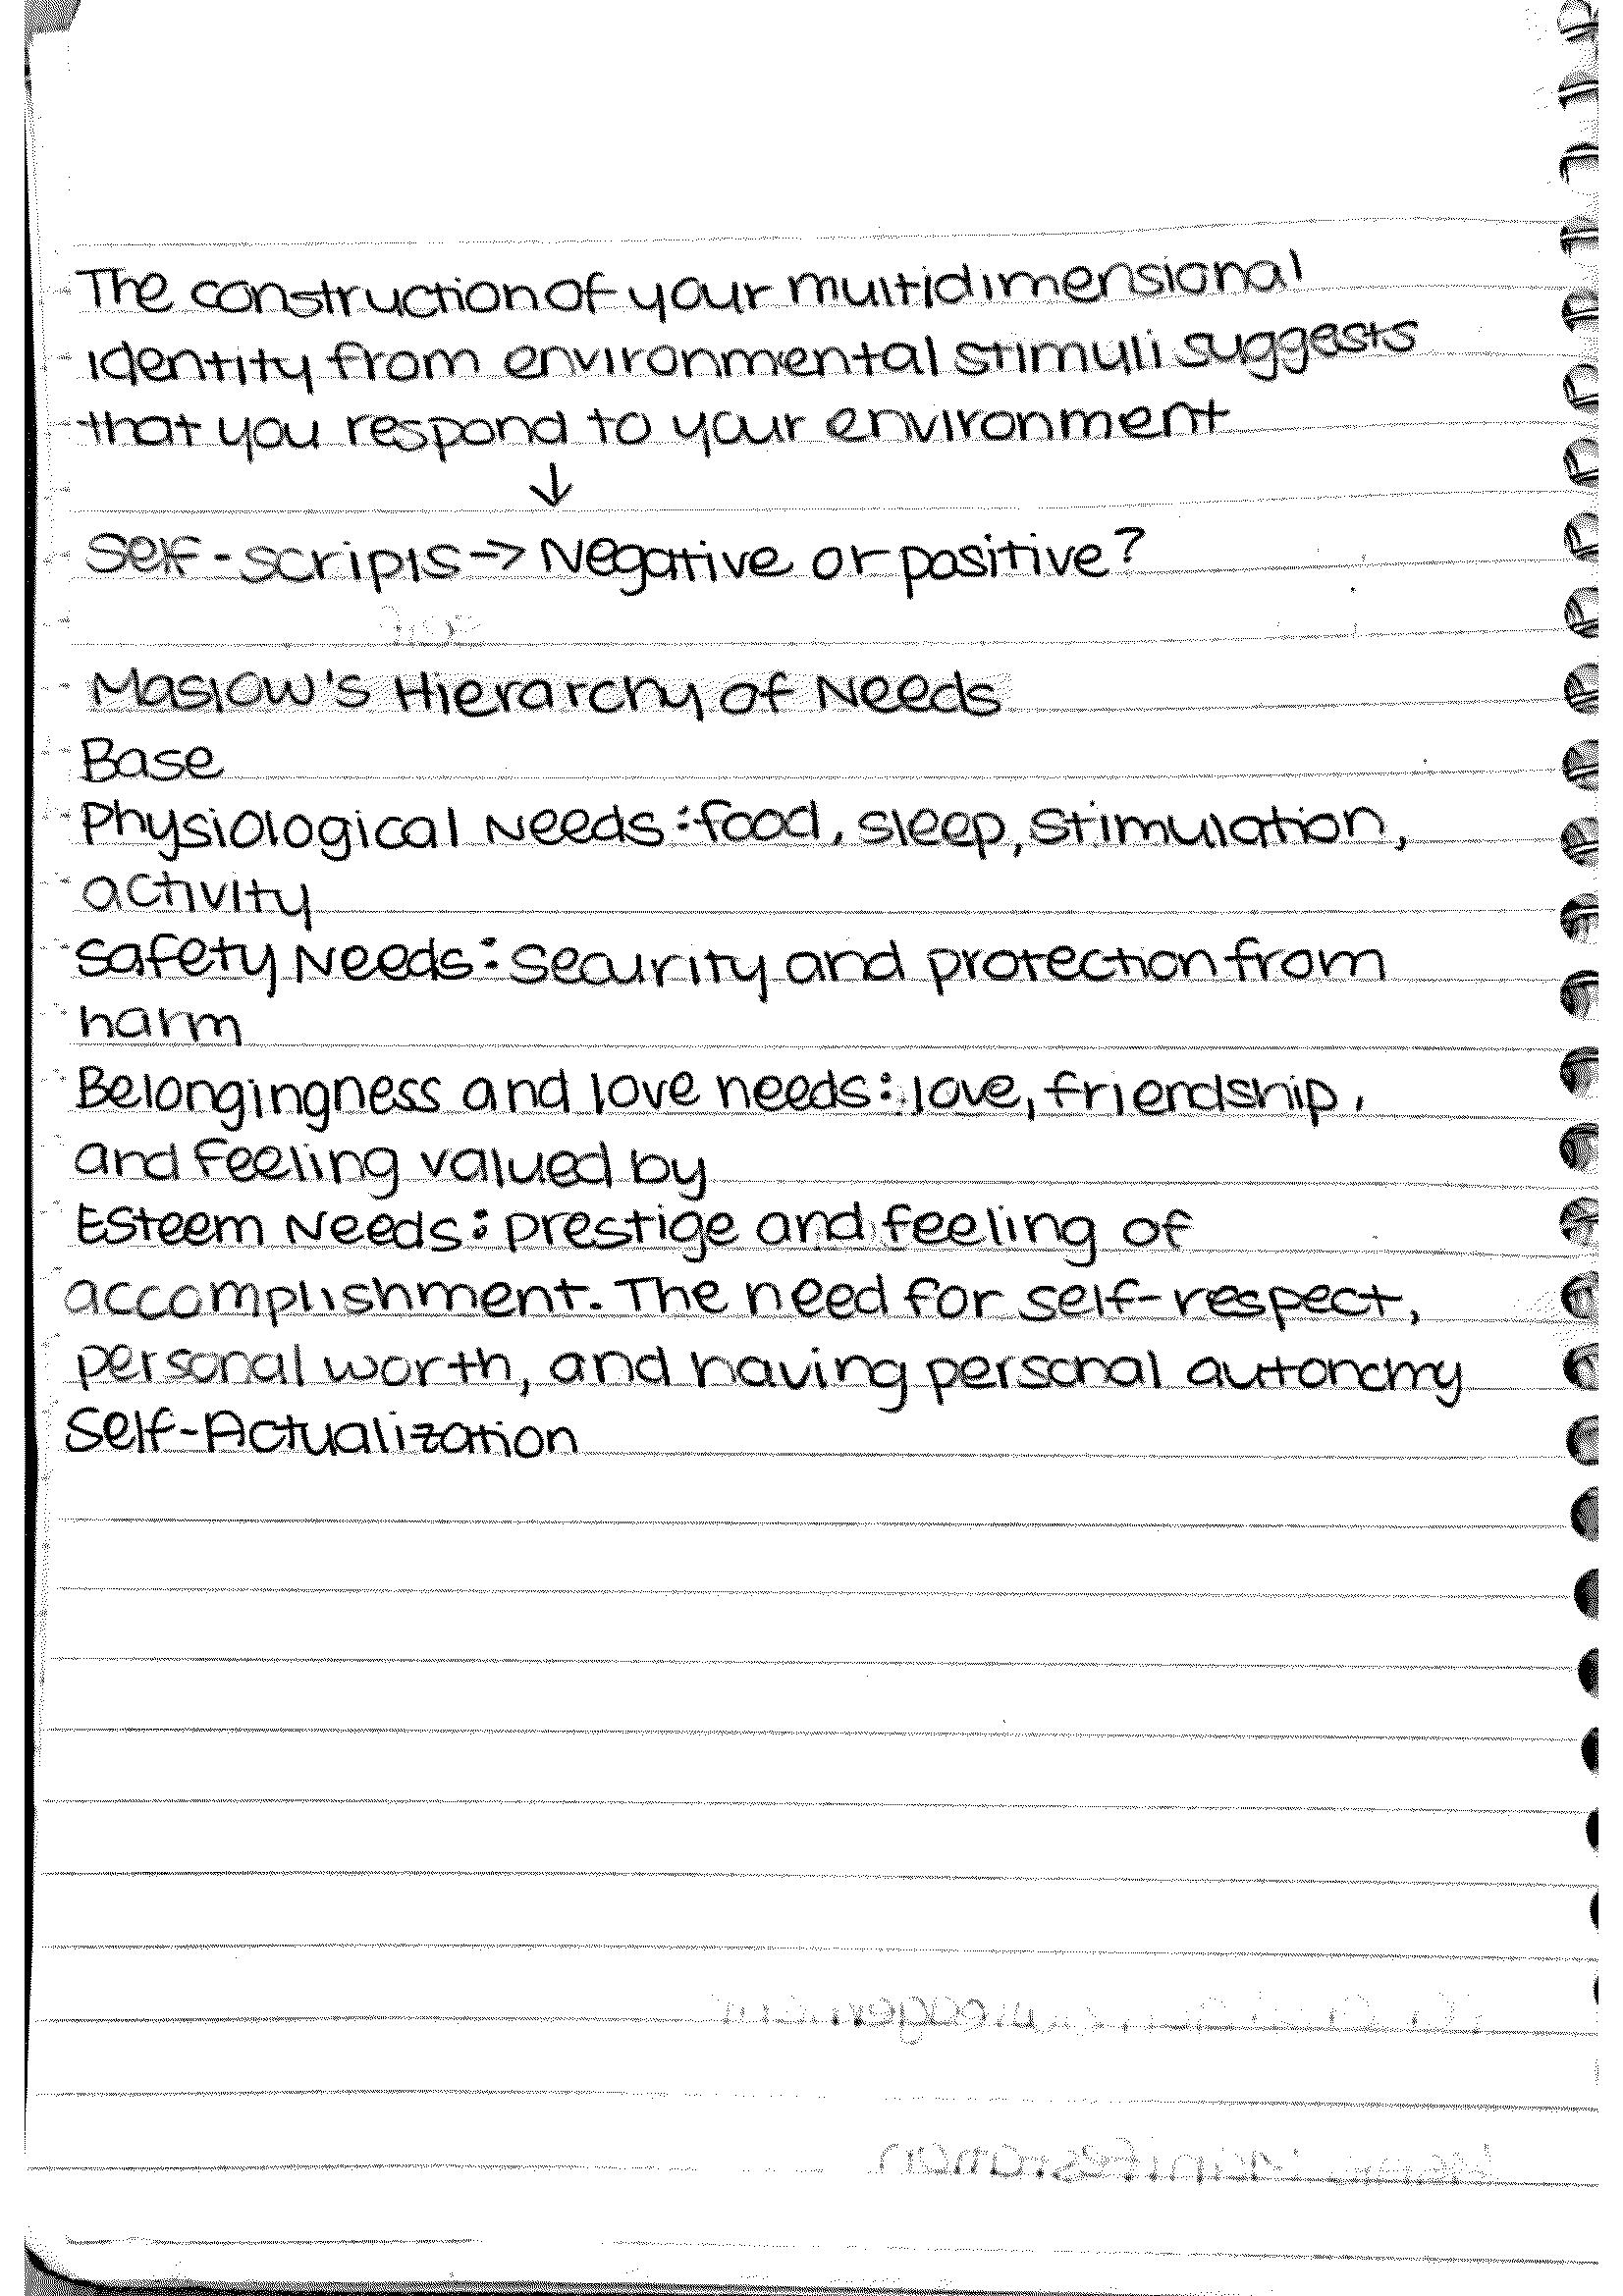 The construction of your multidimensional
identity from environmental stimuli suggests
that you respond to your environment
↓
Self-scripts -> Negative or positive?
Maslow's Hierarchy of Needs
Base
Physiological Needs: food, sleep, stimulation,
activity
Safety Needs: Security and protection from
harm
Belongingness and love needs: love, friendship,
and feeling valued by
Esteem Needs: prestige and feeling of
accomplishment. The need for self-respect,
personal worth, and having personal autonomy
Self-Actualization